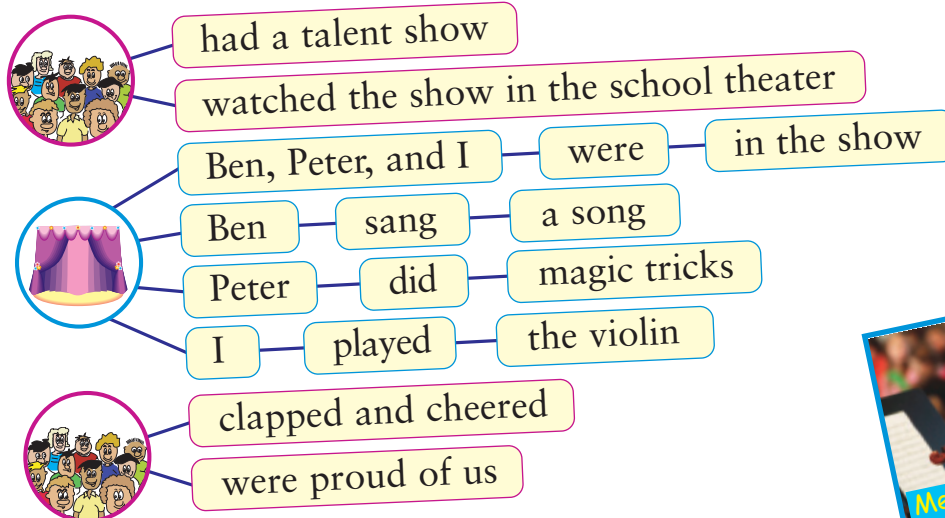 had a talent show
watched the show in the school theater
Ben, Peter, and I were in the show
Ben sang a song
Peter did magic tricks
I played the violin
clapped and cheered
were proud of us
Me